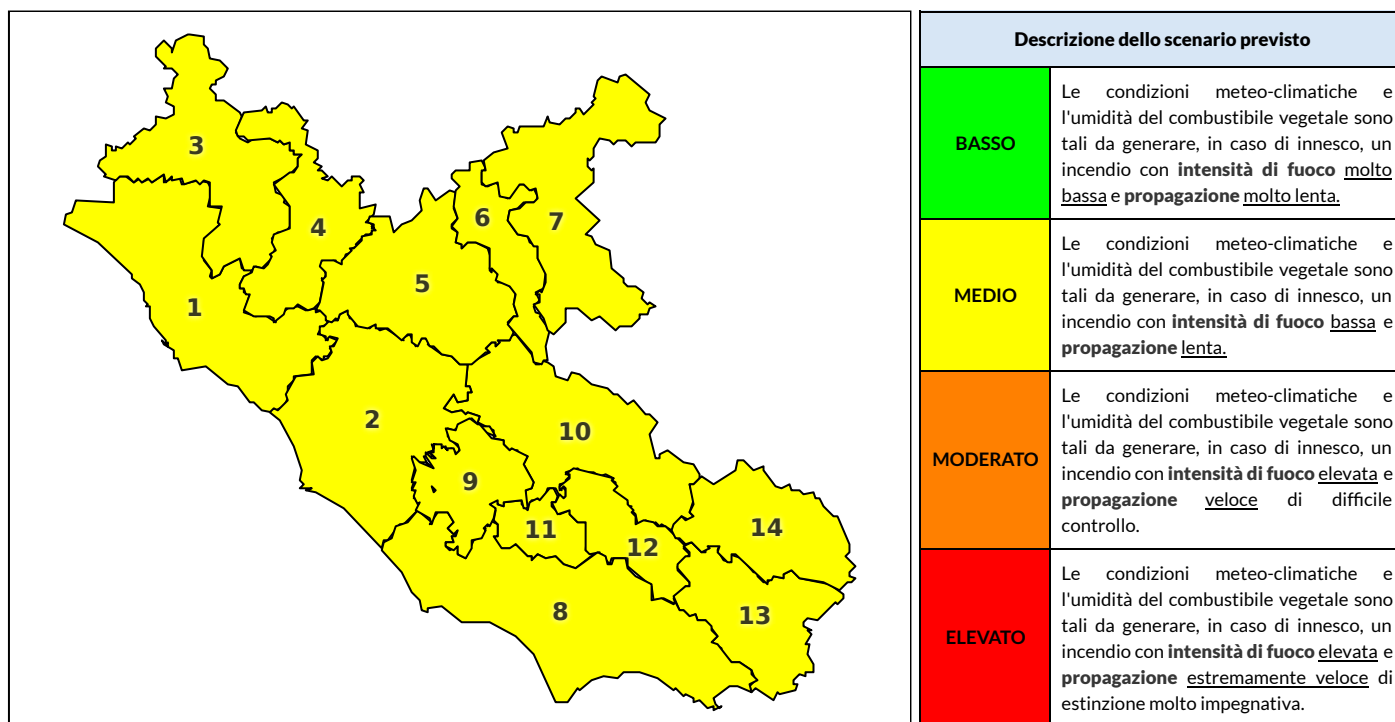 3
4
6
7
5
1
2
10
9
11
12
14
8
13
Descrizione dello scenario previsto
BASSO
Le condizioni meteo-climatiche e
l'umidità del combustibile vegetale sono
tali da generare, in caso di innesco, un
incendio con intensità di fuoco molto
bassa e propagazione molto lenta.
MEDIO
Le condizioni meteo-climatiche e
l'umidità del combustibile vegetale sono
tali da generare, in caso di innesco, un
incendio con intensità di fuoco bassa e
propagazione lenta.
MODERATO
Le condizioni meteo-climatiche e
l'umidità del combustibile vegetale sono
tali da generare, in caso di innesco, un
incendio con intensità di fuoco elevata e
propagazione veloce di difficile
controllo.
ELEVATO
Le condizioni meteo-climatiche e
l'umidità del combustibile vegetale sono
tali da generare, in caso di innesco, un
incendio con intensità di fuoco elevata e
propagazione estremamente veloce di
estinzione molto impegnativa.